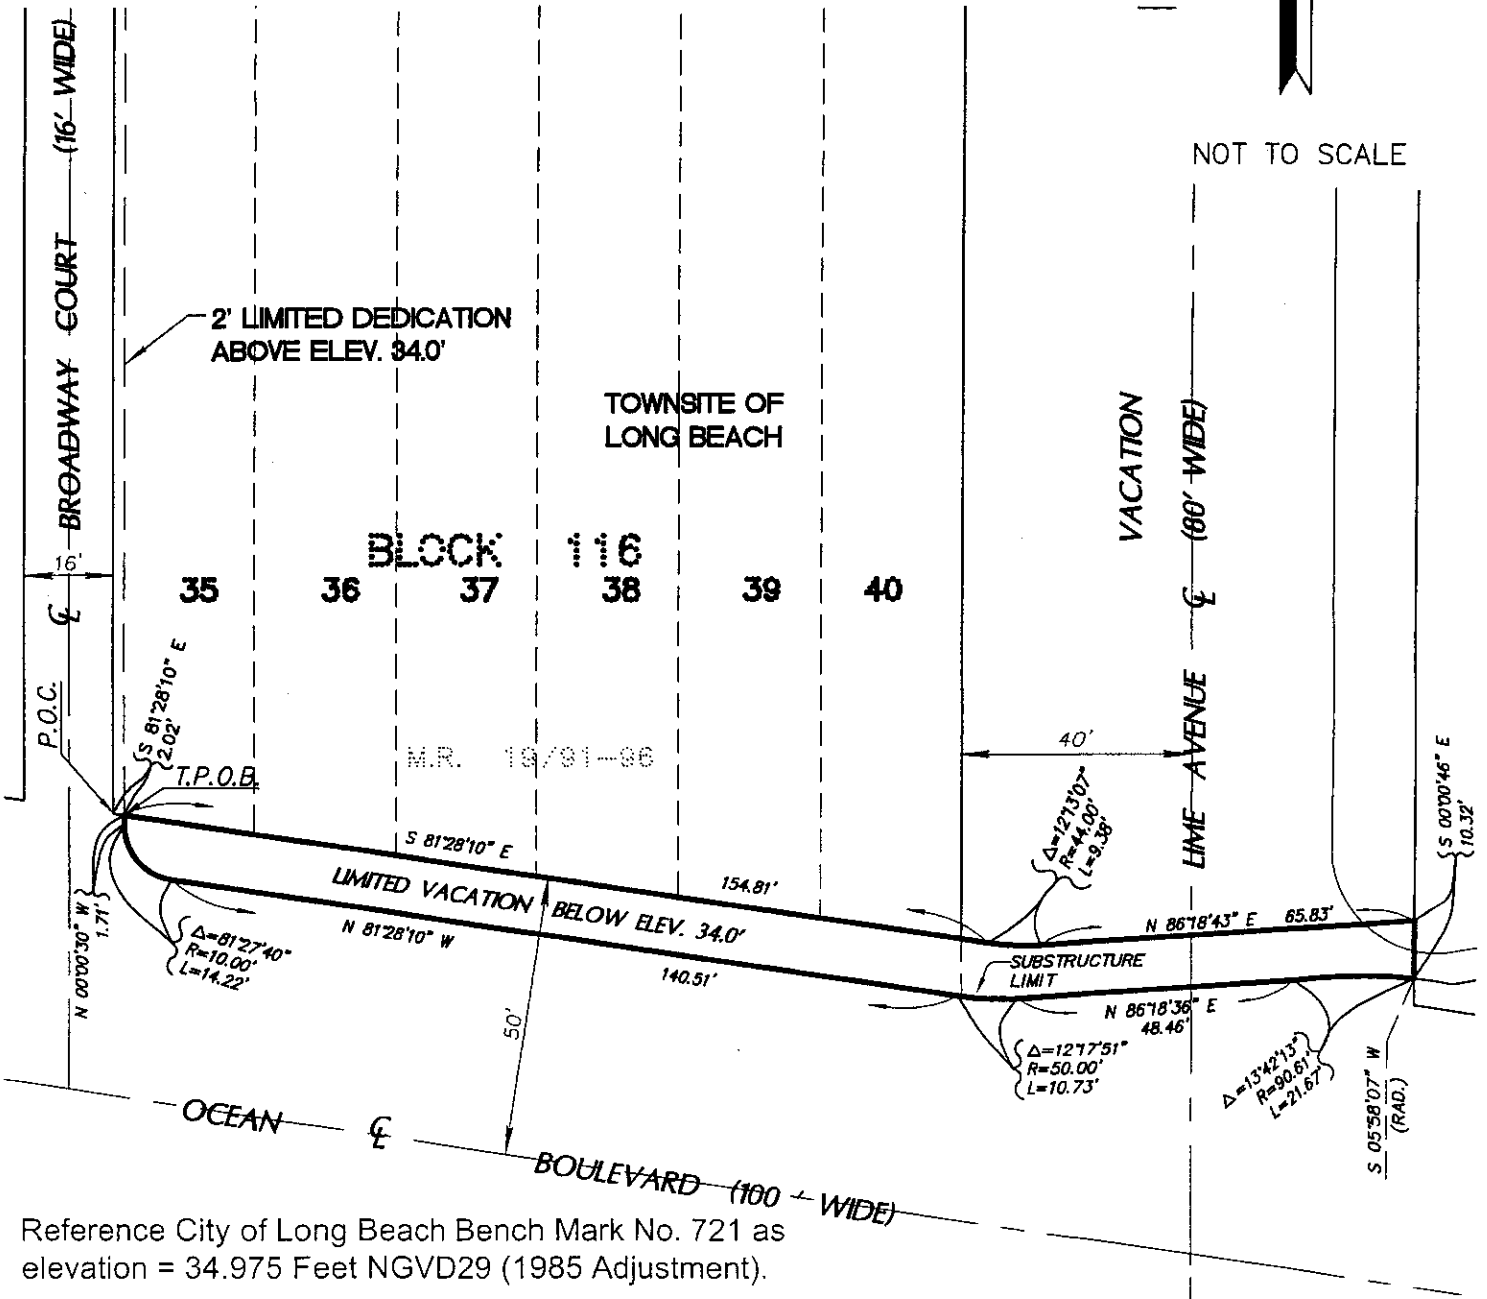 BROADWAY COURT (16' WIDE)
NOT TO SCALE
2' LIMITED DEDICATION
ABOVE ELEV. 34.0'
TOWNSITE OF
LONG BEACH
VACATION
LIME AVENUE ℄ (80' WIDE)
BLOCK 116
16'
℄
35 36 37 38 39 40
P.O.C.
S 81°28'10" E
2.02'
T.P.O.B.
M.R. 19/91-96
40'
Δ=12°13'07"
R=44.00'
L=9.38'
S 00°00'46" E
10.32'
S 81°28'10" E
154.81'
LIMITED VACATION BELOW ELEV. 34.0'
N 86°18'43" E 65.83'
N 00°00'30" W
1.71'
Δ=81°27'40"
R=10.00'
L=14.22'
N 81°28'10" W
140.51'
SUBSTRUCTURE
LIMIT
N 86°18'36" E
48.46'
50'
Δ=12°17'51"
R=50.00'
L=10.73'
Δ=13°42'13"
R=90.61'
L=21.67'
S 05°58'07" W
(RAD.)
OCEAN ℄ BOULEVARD (100' WIDE)
Reference City of Long Beach Bench Mark No. 721 as
elevation = 34.975 Feet NGVD29 (1985 Adjustment).